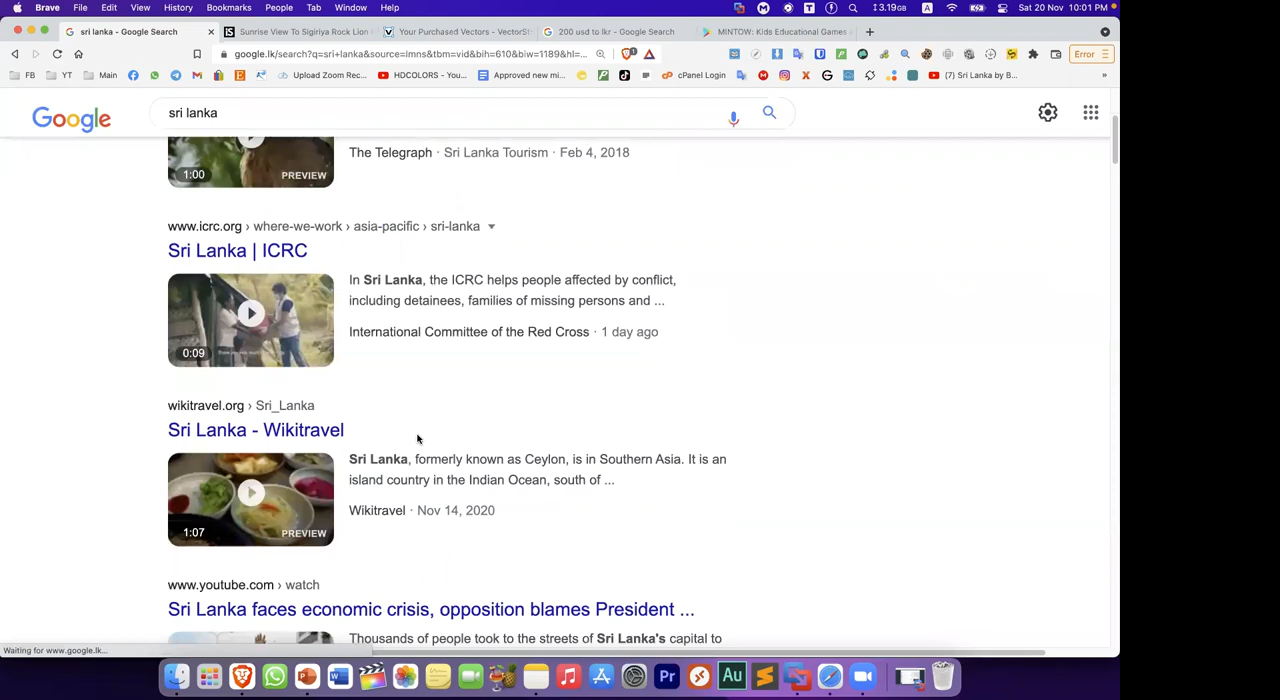 Brave File Edit View History Bookmarks People Tab Window Help 3.19GB A Sat 20 Nov 10:01 PM
sri lanka - Google Search Sunrise View To Sigiriya Rock Lion Your Purchased Vectors - VectorSt 200 usd to lkr - Google Search MINTOW: Kids Educational Games
google.lk/search?q=sri+lanka&source=lmns&tbm=vid&bih=610&biw=1189&hl=... Error
FB YT Main Upload Zoom Rec... HDCOLORS - You... Approved new mi... cPanel Login (7) Sri Lanka by B... »
Google sri lanka
1:00 PREVIEW
The Telegraph · Sri Lanka Tourism · Feb 4, 2018
www.icrc.org › where-we-work › asia-pacific › sri-lanka
Sri Lanka | ICRC
In Sri Lanka, the ICRC helps people affected by conflict,
including detainees, families of missing persons and ...
International Committee of the Red Cross · 1 day ago
0:09
wikitravel.org › Sri_Lanka
Sri Lanka - Wikitravel
Sri Lanka, formerly known as Ceylon, is in Southern Asia. It is an
island country in the Indian Ocean, south of ...
Wikitravel · Nov 14, 2020
1:07 PREVIEW
www.youtube.com › watch
Sri Lanka faces economic crisis, opposition blames President ...
Thousands of people took to the streets of Sri Lanka's capital to
Waiting for www.google.lk...
Pr Au